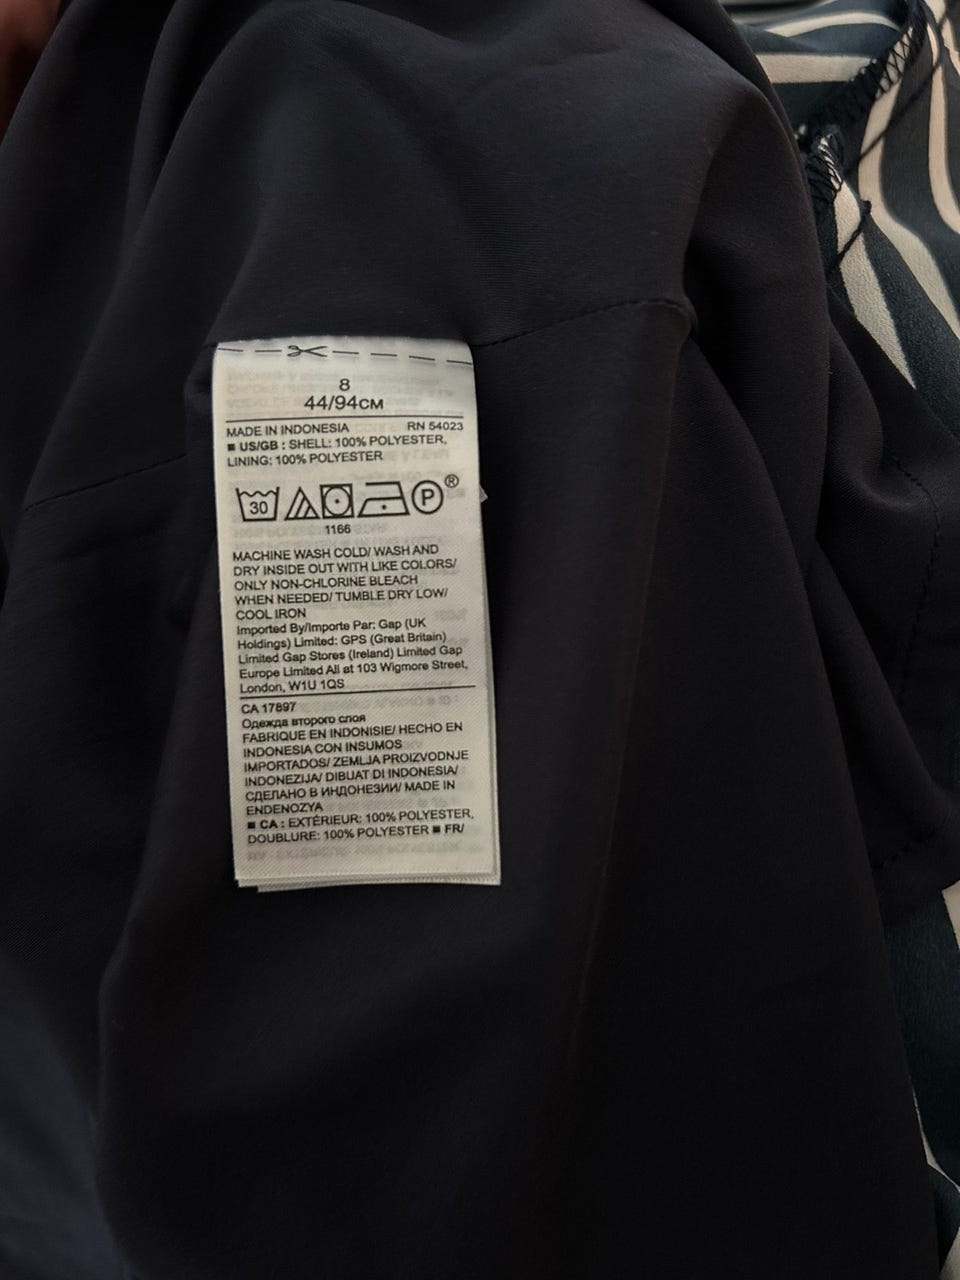 8
44/94CM
MADE IN INDONESIA RN 54023
■ US/GB : SHELL: 100% POLYESTER,
LINING: 100% POLYESTER
30 P®
1166
MACHINE WASH COLD/ WASH AND
DRY INSIDE OUT WITH LIKE COLORS/
ONLY NON-CHLORINE BLEACH
WHEN NEEDED/ TUMBLE DRY LOW/
COOL IRON
Imported By/Importe Par: Gap (UK
Holdings) Limited: GPS (Great Britain)
Limited Gap Stores (Ireland) Limited Gap
Europe Limited All at 103 Wigmore Street,
London, W1U 1QS
CA 17897
Одежда второго слоя
FABRIQUE EN INDONISIE/ HECHO EN
INDONESIA CON INSUMOS
IMPORTADOS/ ZEMLJA PROIZVODNJE
INDONEZIJA/ DIBUAT DI INDONESIA/
СДЕЛАНО В ИНДОНЕЗИИ/ MADE IN
ENDENOZYA
■ CA : EXTÉRIEUR: 100% POLYESTER,
DOUBLURE: 100% POLYESTER ■ FR/